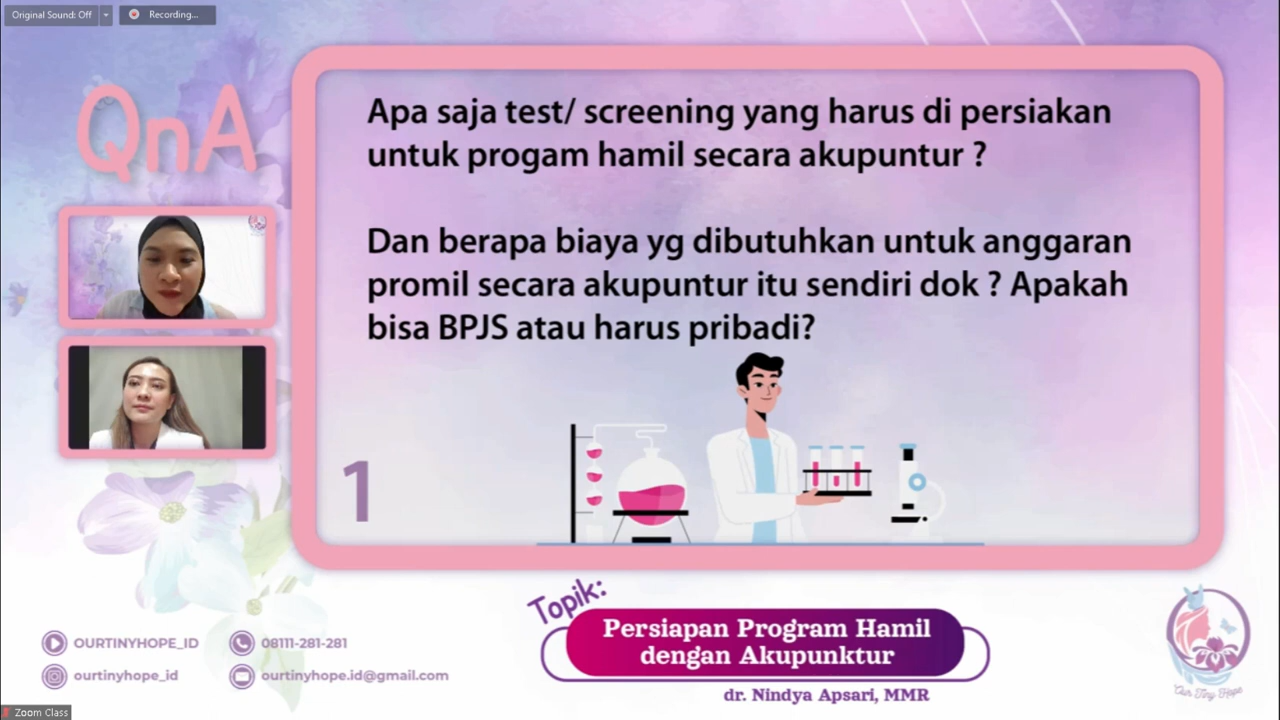 Original Sound: Off
Recording...
QnA
Apa saja test/ screening yang harus di persiakan
untuk progam hamil secara akupuntur ?
Dan berapa biaya yg dibutuhkan untuk anggaran
promil secara akupuntur itu sendiri dok ? Apakah
bisa BPJS atau harus pribadi?
1
Topik:
Persiapan Program Hamil
dengan Akupunktur
dr. Nindya Apsari, MMR
OURTINYHOPE_ID
08111-281-281
ourtinyhope_id
ourtinyhope.id@gmail.com
Our Tiny Hope
Zoom Class